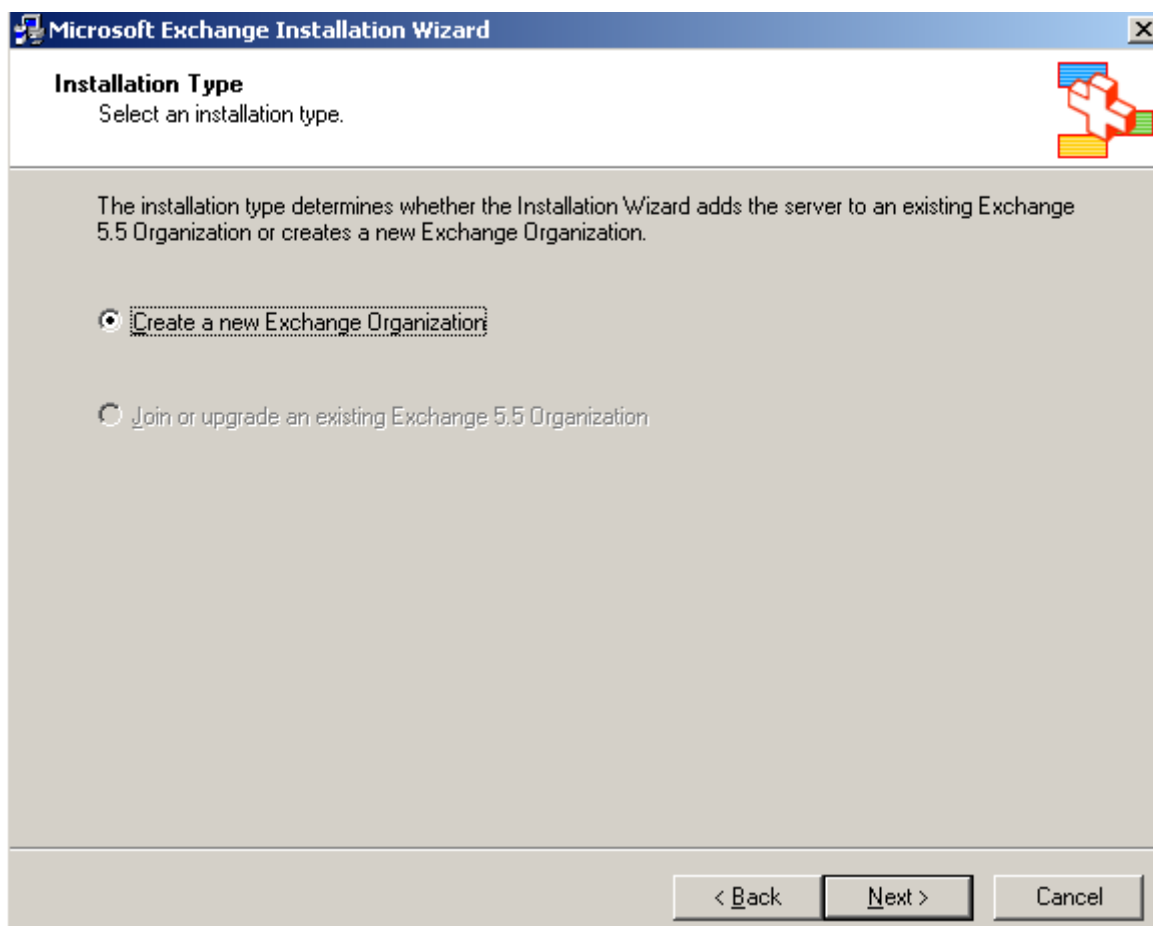 Microsoft Exchange Installation Wizard
Installation Type
Select an installation type.
The installation type determines whether the Installation Wizard adds the server to an existing Exchange
5.5 Organization or creates a new Exchange Organization.
Create a new Exchange Organization
Join or upgrade an existing Exchange 5.5 Organization
< Back Next > Cancel